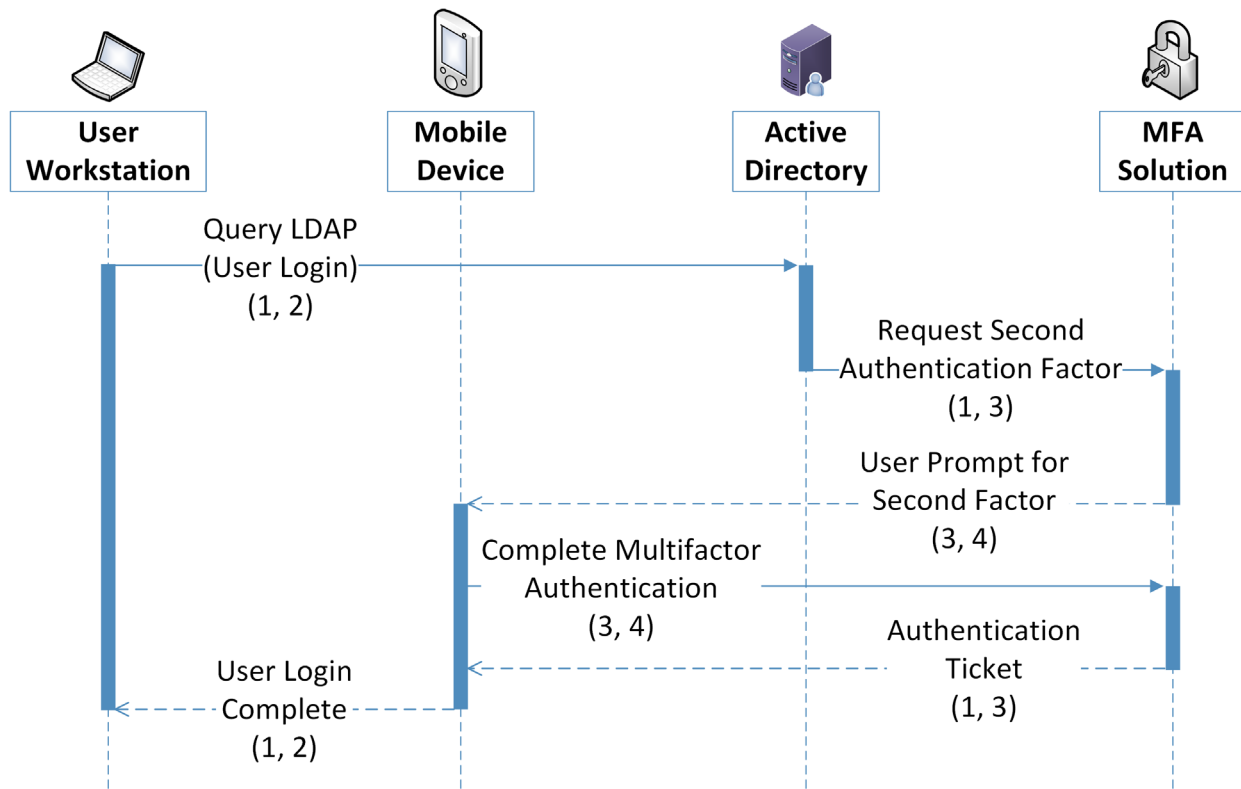 User
Workstation
Mobile
Device
Active
Directory
MFA
Solution
Query LDAP
(User Login)
(1, 2)
Request Second
Authentication Factor
(1, 3)
User Prompt for
Second Factor
(3, 4)
Complete Multifactor
Authentication
(3, 4)
Authentication
Ticket
(1, 3)
User Login
Complete
(1, 2)